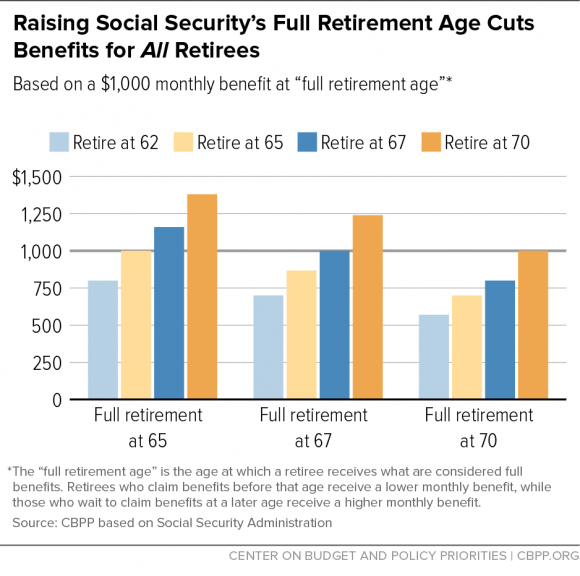 Raising Social Security’s Full Retirement Age Cuts
Benefits for All Retirees
Based on a $1,000 monthly benefit at “full retirement age”*
Retire at 62 Retire at 65 Retire at 67 Retire at 70
$1,500
1,250
1,000
750
500
250
0
Full retirement at 65
Full retirement at 67
Full retirement at 70
*The “full retirement age” is the age at which a retiree receives what are considered full
benefits. Retirees who claim benefits before that age receive a lower monthly benefit, while
those who wait to claim benefits at a later age receive a higher monthly benefit.
Source: CBPP based on Social Security Administration
CENTER ON BUDGET AND POLICY PRIORITIES | CBPP.ORG